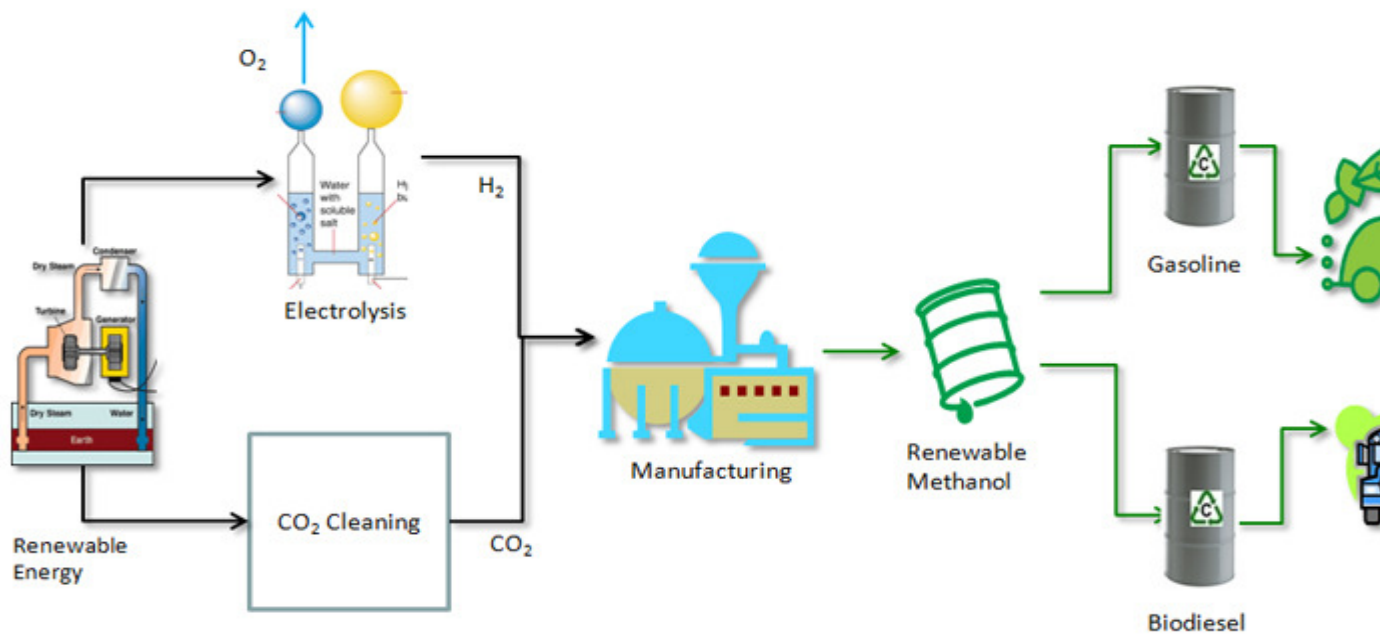 O₂
Water
with
soluble
salt
H₂
Electrolysis
Condenser
Dry Steam
Turbine
Generator
Dry Steam
Water
Earth
Renewable
Energy
CO₂ Cleaning
CO₂
Manufacturing
Renewable
Methanol
C
Gasoline
C
Biodiesel